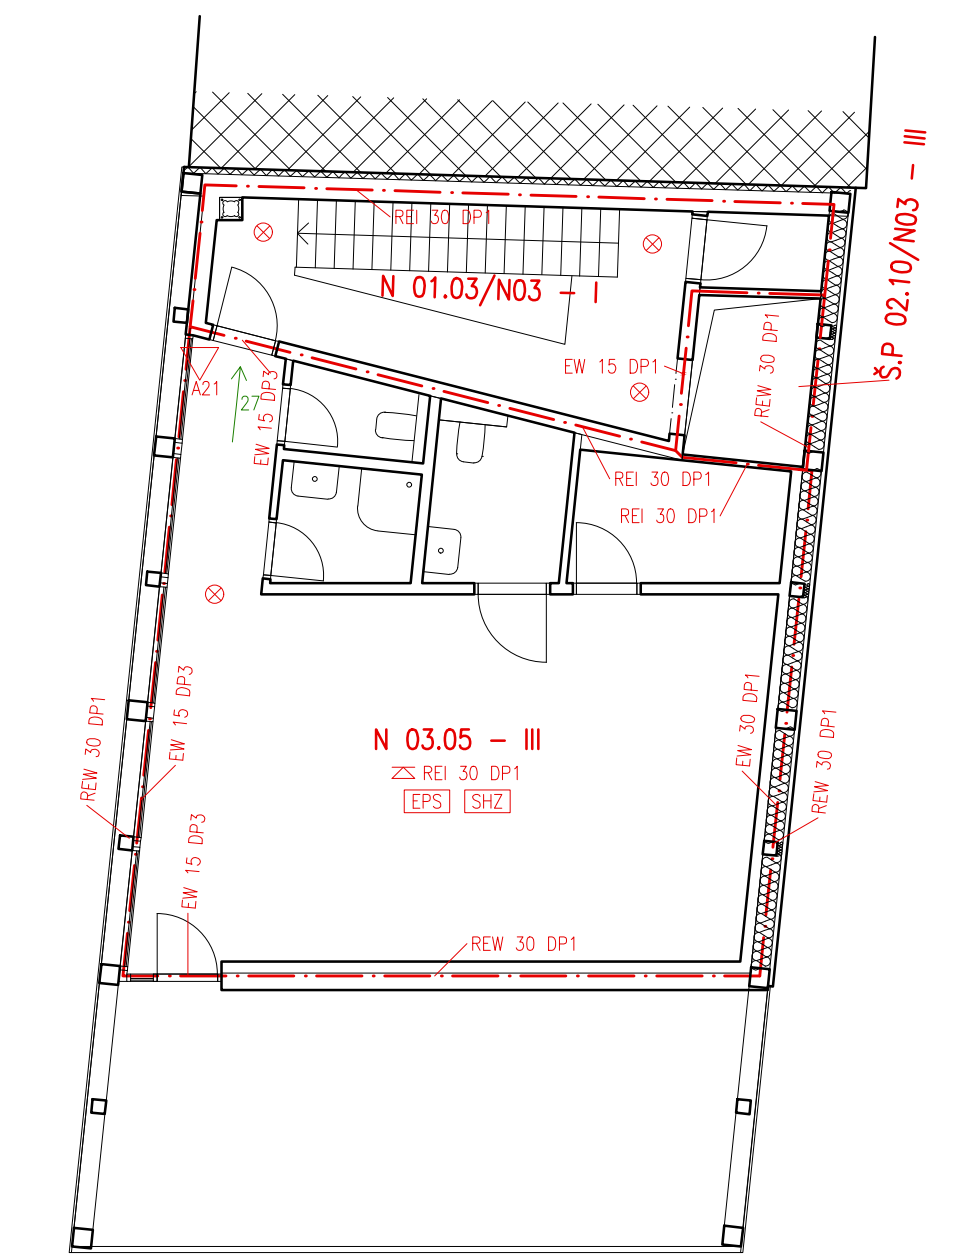 REI 30 DP1
N 01.03/N03 - I
Š.P 02.10/N03 - III
EW 15 DP1
REW 30 DP1
A21
27
EW 15 DP3
REI 30 DP1
REI 30 DP1
N 03.05 - III
REI 30 DP1
EPS SHZ
REW 30 DP1
EW 15 DP3
EW 30 DP1
REW 30 DP1
EW 15 DP3
REW 30 DP1